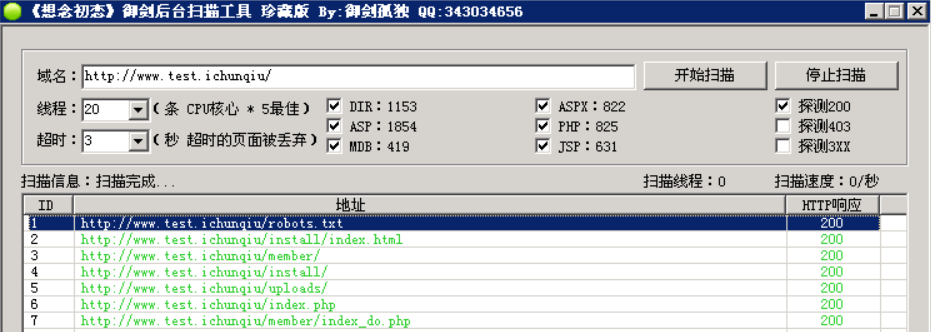 《想念初态》御剑后台扫描工具 珍藏版 By:御剑孤独 QQ:343034656
域名： http://www.test.ichunqiu/ 开始扫描 停止扫描
线程： 20 （条 CPU核心 * 5最佳） DIR：1153 ASPX：822 探测200
ASP：1854 PHP：825 探测403
超时： 3 （秒 超时的页面被丢弃） MDB：419 JSP：631 探测3XX
扫描信息：扫描完成... 扫描线程：0 扫描速度：0/秒
ID 地址 HTTP响应
1 http://www.test.ichunqiu/robots.txt 200
2 http://www.test.ichunqiu/install/index.html 200
3 http://www.test.ichunqiu/member/ 200
4 http://www.test.ichunqiu/install/ 200
5 http://www.test.ichunqiu/uploads/ 200
6 http://www.test.ichunqiu/index.php 200
7 http://www.test.ichunqiu/member/index_do.php 200